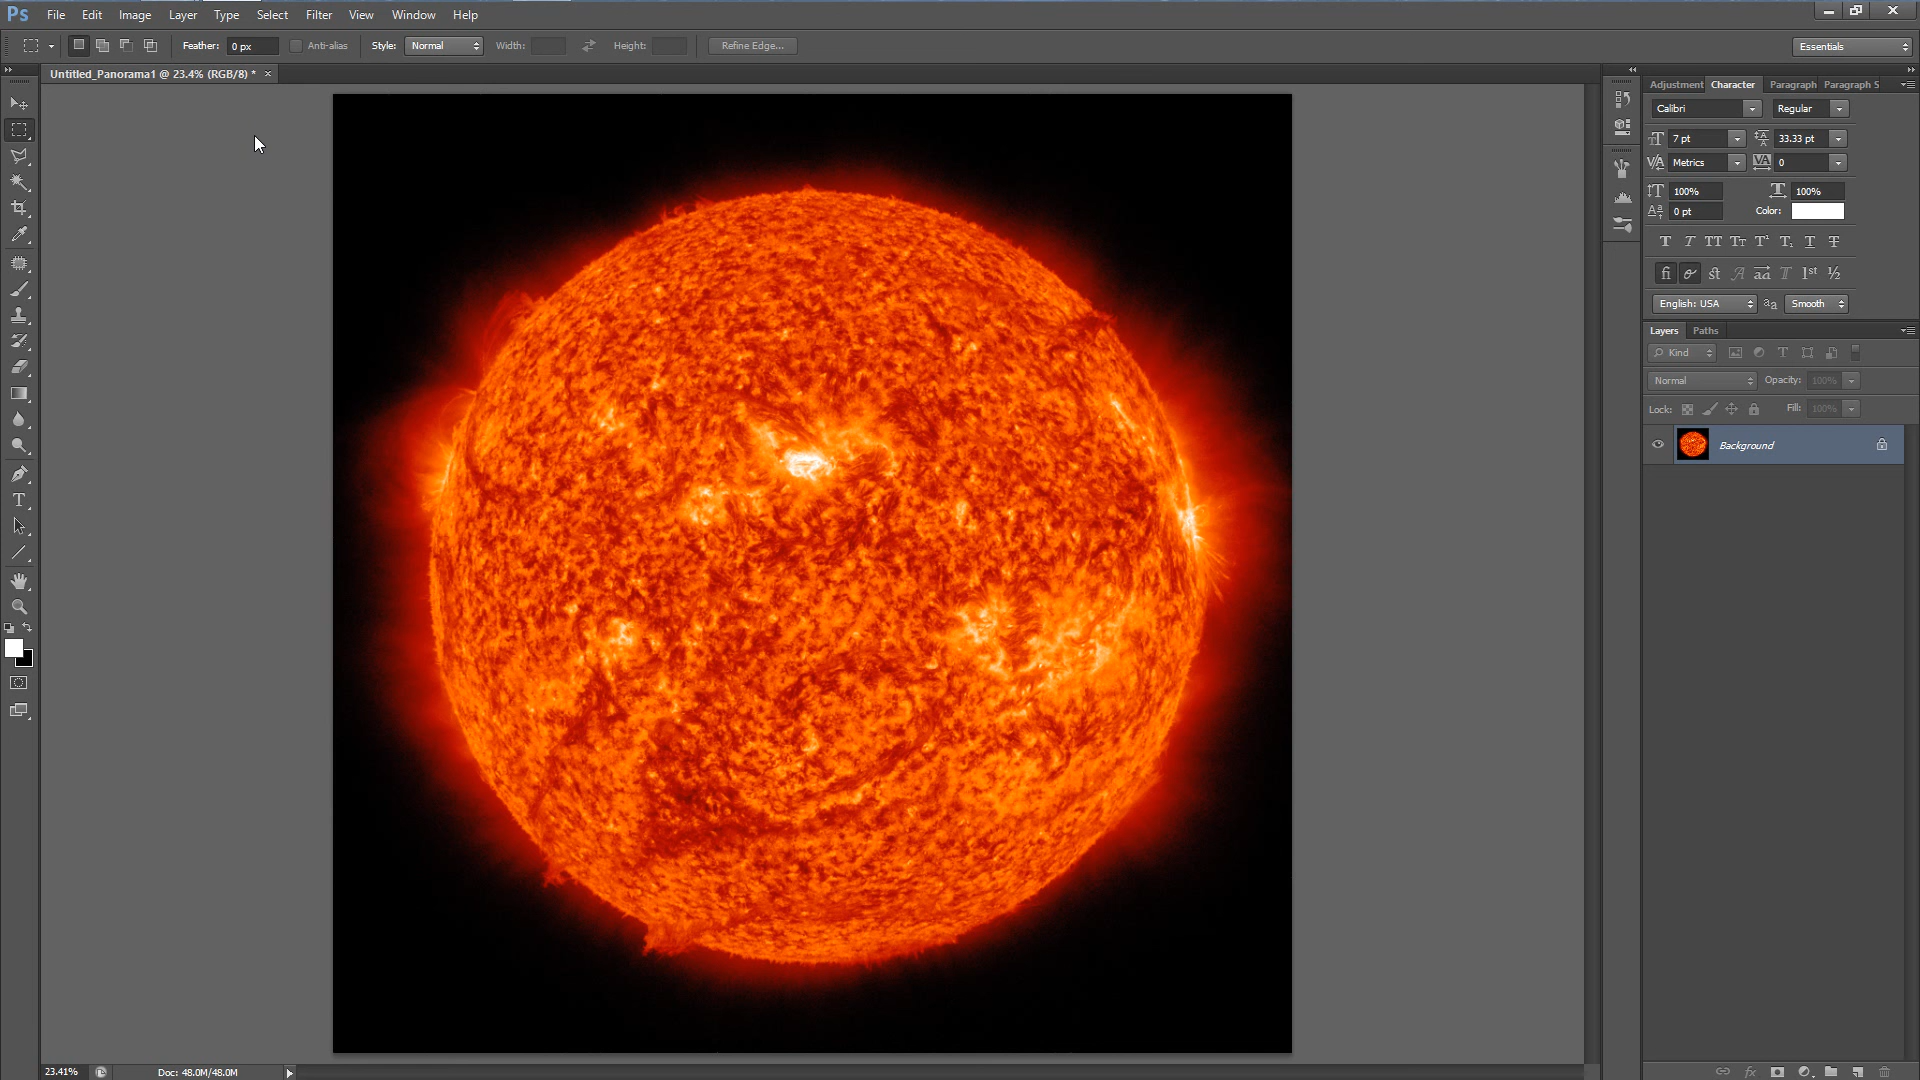 Ps File Edit Image Layer Type Select Filter View Window Help
Feather: 0 px Anti-alias Style: Normal Width: Height: Refine Edge... Essentials
Untitled_Panorama1 @ 23.4% (RGB/8) * ×
Adjustment Character Paragraph Paragraph S
Calibri Regular
7 pt 33.33 pt
Metrics 0
100% 100%
0 pt Color:
English: USA Smooth
Layers Paths
Kind
Normal Opacity: 100%
Lock: Fill: 100%
Background
23.41% Doc: 48.0M/48.0M
fx